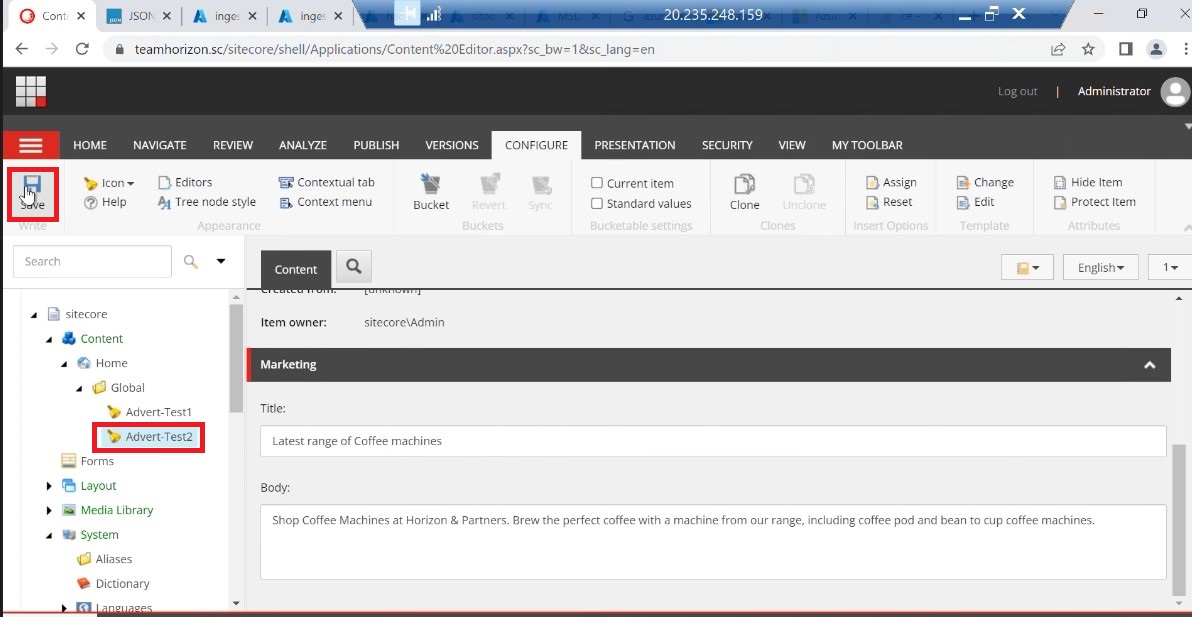 Conte
JSON
inges
inges
20.235.248.159
teamhorizon.sc/sitecore/shell/Applications/Content%20Editor.aspx?sc_bw=1&sc_lang=en
Log out | Administrator
HOME NAVIGATE REVIEW ANALYZE PUBLISH VERSIONS CONFIGURE PRESENTATION SECURITY VIEW MY TOOLBAR
Icon Editors Contextual tab Current item Assign Change Hide Item
Save Help Tree node style Context menu Bucket Revert Sync Standard values Clone Unclone Reset Edit Protect Item
Write Appearance Buckets Bucketable settings Clones Insert Options Template Attributes
Search
Content English 1
sitecore
Content
Home
Global
Advert-Test1
Advert-Test2
Forms
Layout
Media Library
System
Aliases
Dictionary
Languages
Created from: [unknown]
Item owner: sitecore\Admin
Marketing
Title:
Latest range of Coffee machines
Body:
Shop Coffee Machines at Horizon & Partners. Brew the perfect coffee with a machine from our range, including coffee pod and bean to cup coffee machines.